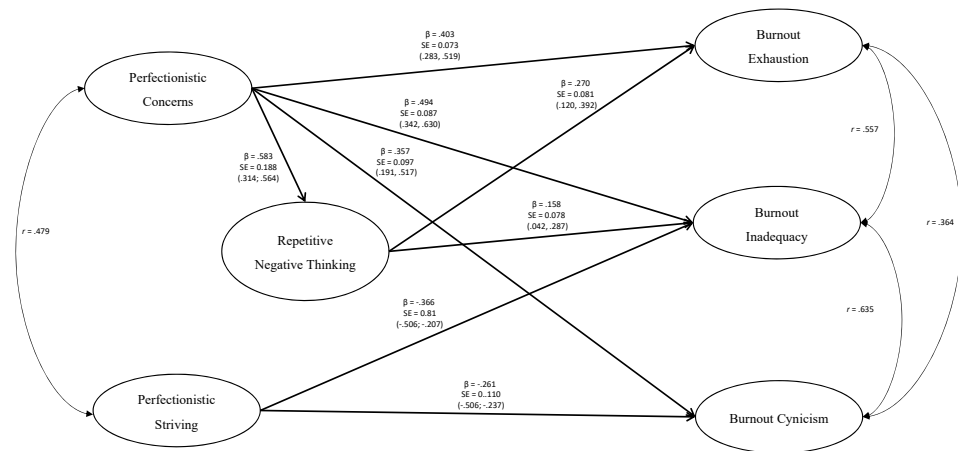 Burnout
Exhaustion
β = .403
SE = 0.073
(.283, .519)
Perfectionistic
Concerns
β = .270
SE = 0.081
(.120, .392)
β = .494
SE = 0.087
(.342, .630)
r = .557
β = .357
SE = 0.097
(.191, .517)
β = .583
SE = 0.188
(.314; .564)
β = .158
SE = 0.078
(.042, .287)
Burnout
Inadequacy
r = .364
r = .479
Repetitive
Negative Thinking
β = -.366
SE = 0.81
(-.506; -.207)
r = .635
β = -.261
SE = 0..110
(-.506; -.237)
Perfectionistic
Striving
Burnout Cynicism